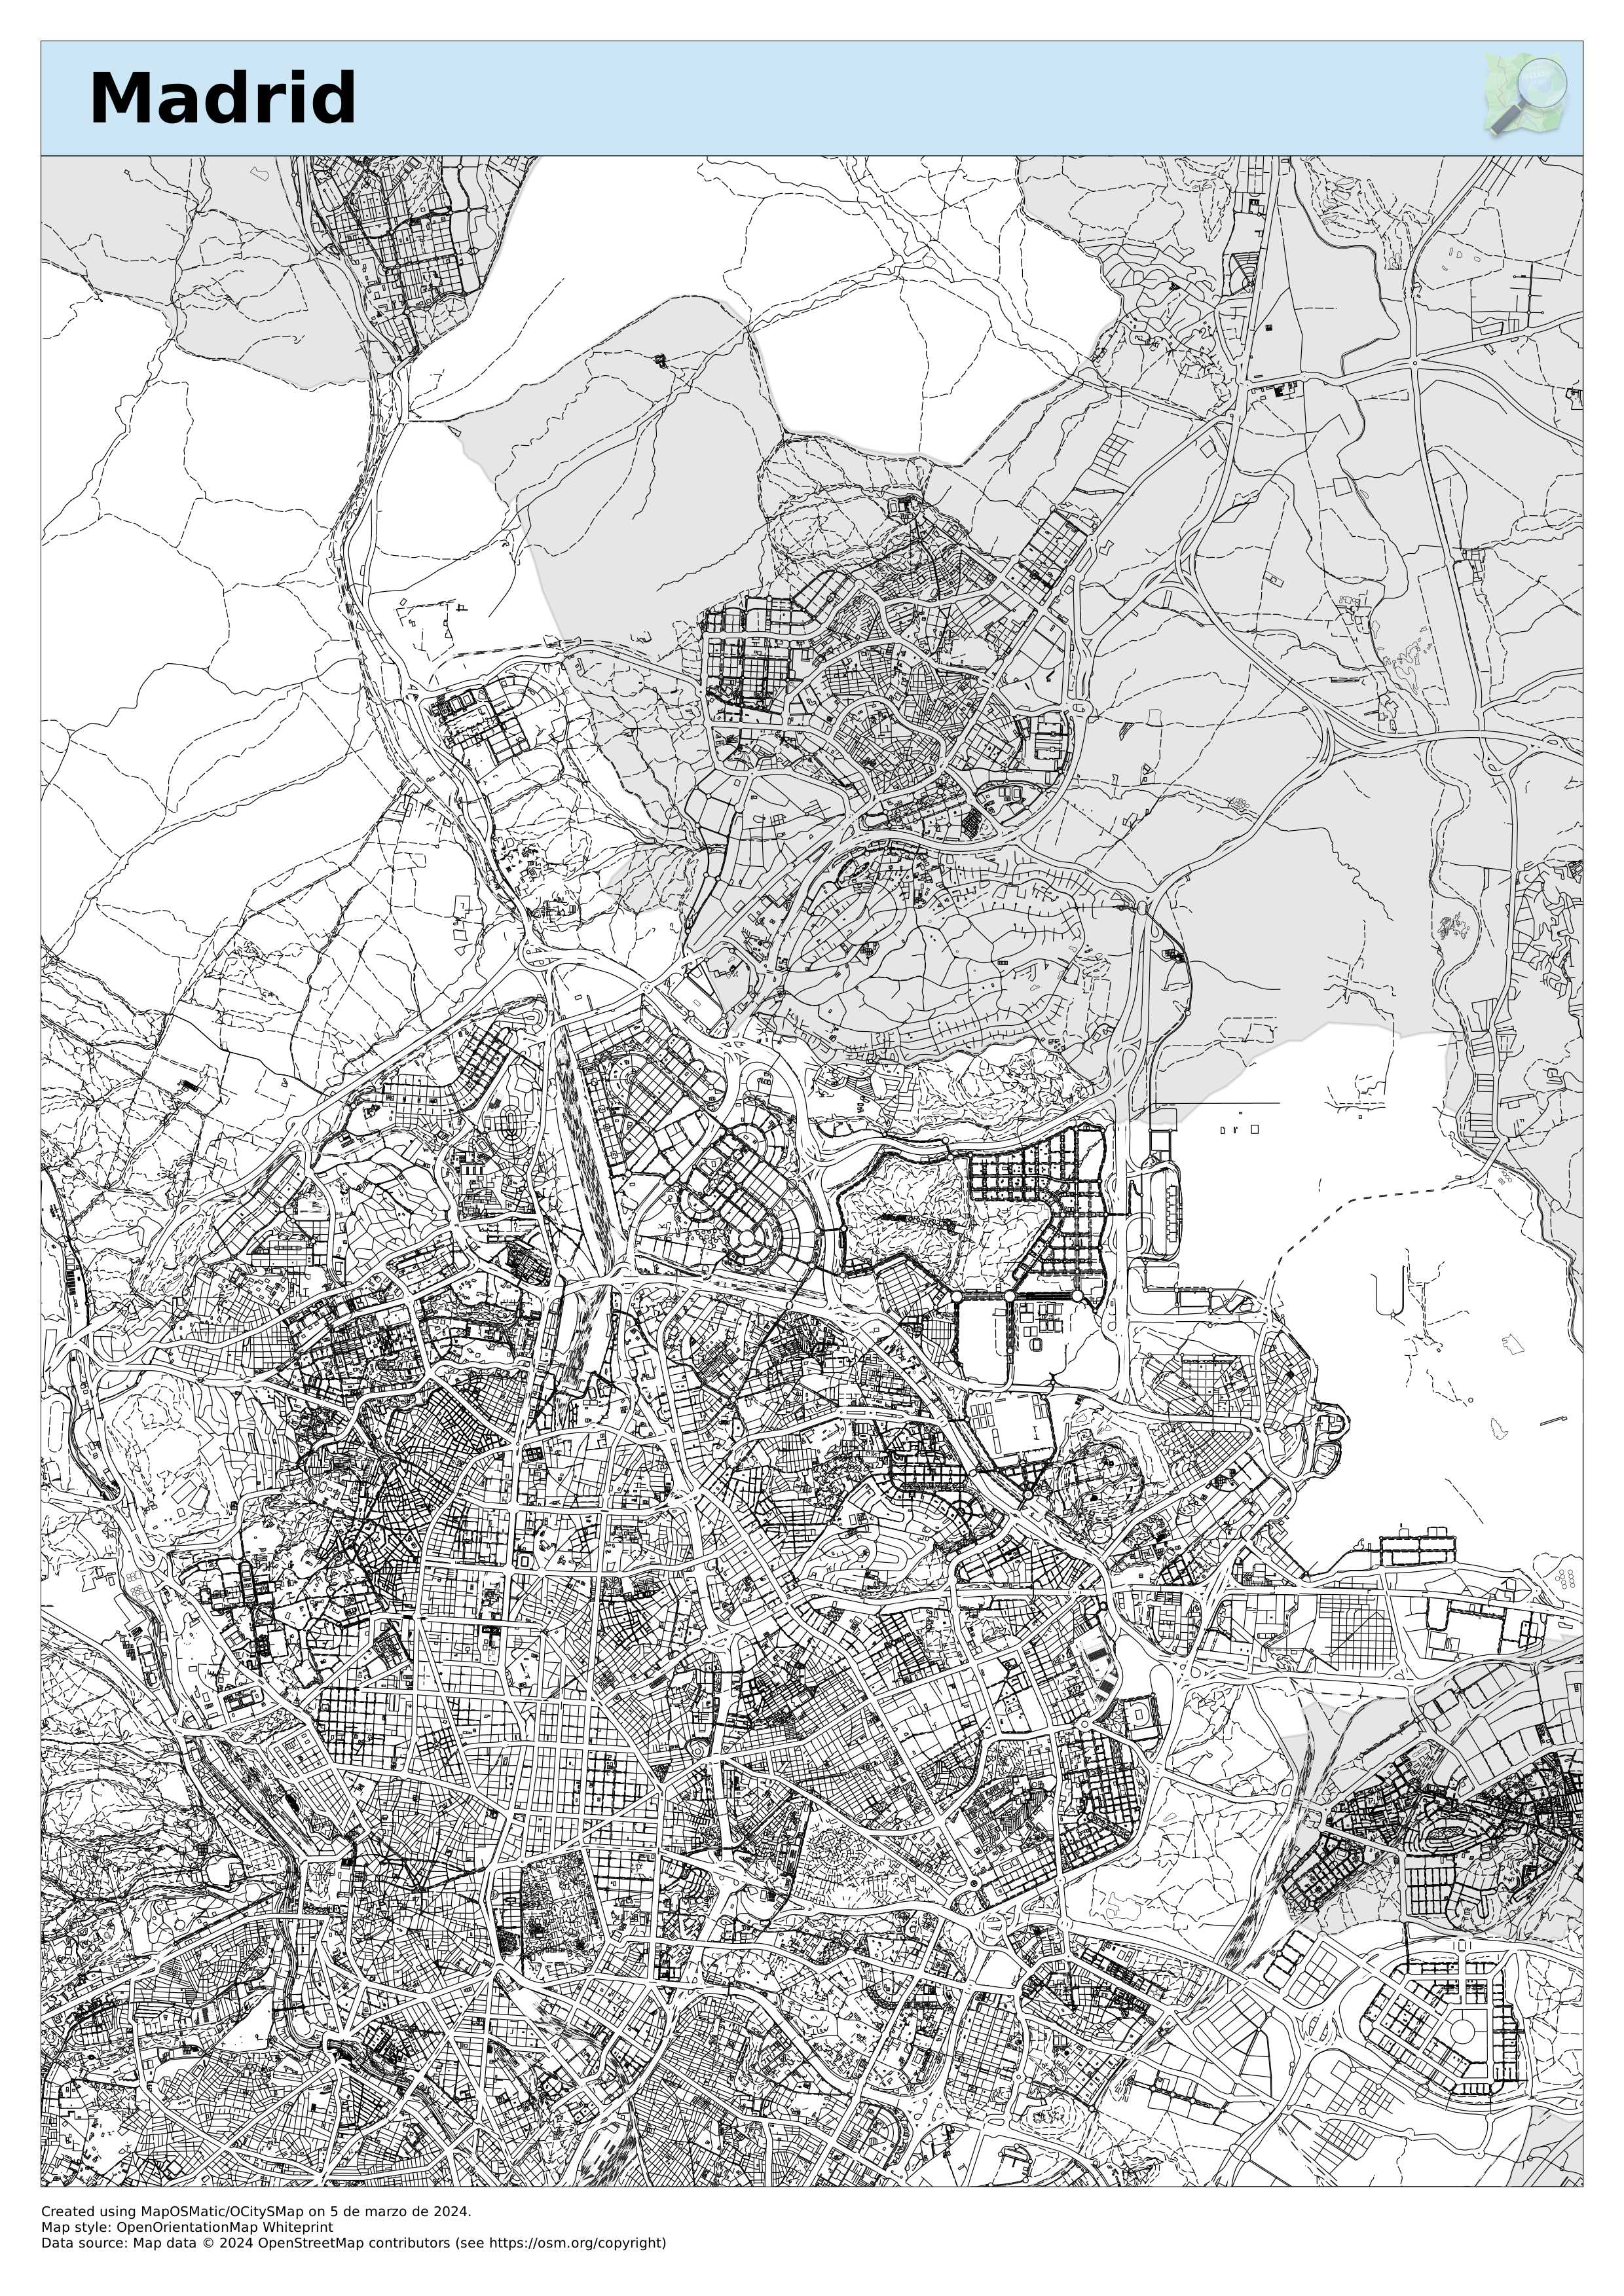 Madrid
Created using MapOSMatic/OCitySMap on 5 de marzo de 2024.
Map style: OpenOrientationMap Whiteprint
Data source: Map data © 2024 OpenStreetMap contributors (see https://osm.org/copyright)